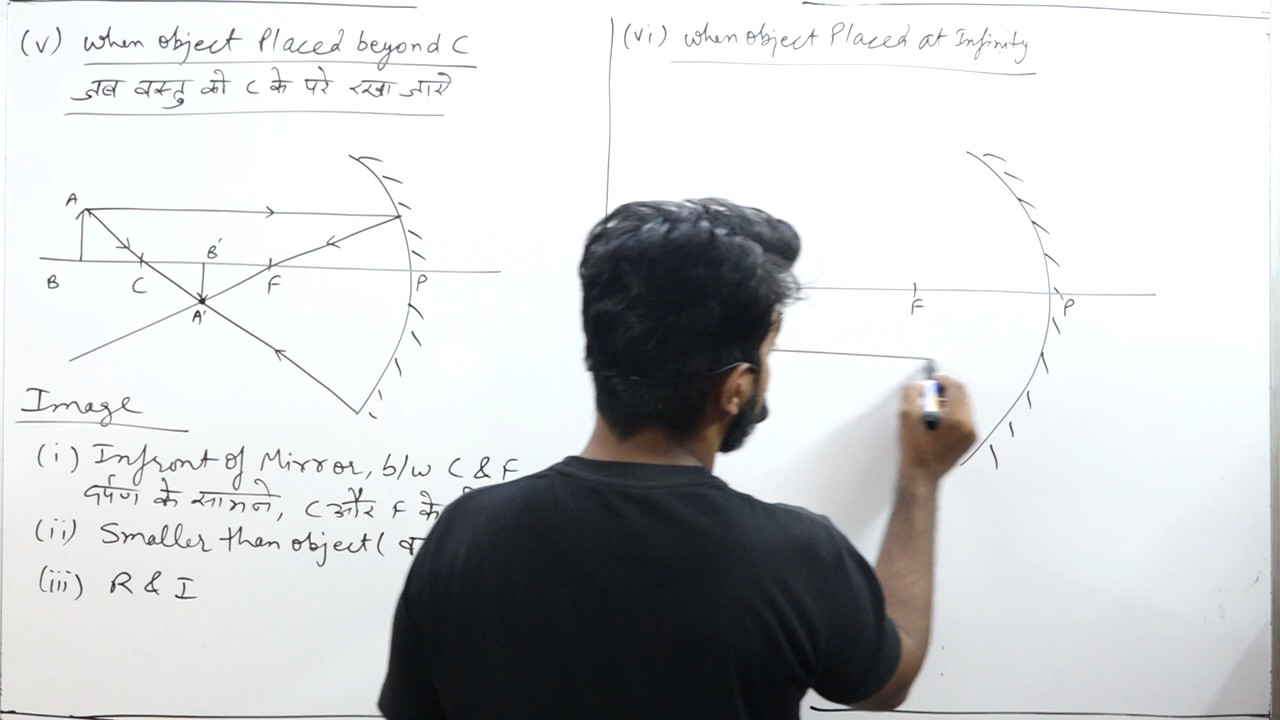 (v) when object Placed beyond C
जब वस्तु को C के परे रखा जाये
A
B
C
B'
A'
F
P
Image
(i) Infront of Mirror, b/w C & F
दर्पण के सामने, C और F के
(ii) Smaller than object (
(iii) R & I
(vi) when object Placed at Infinity
F
P